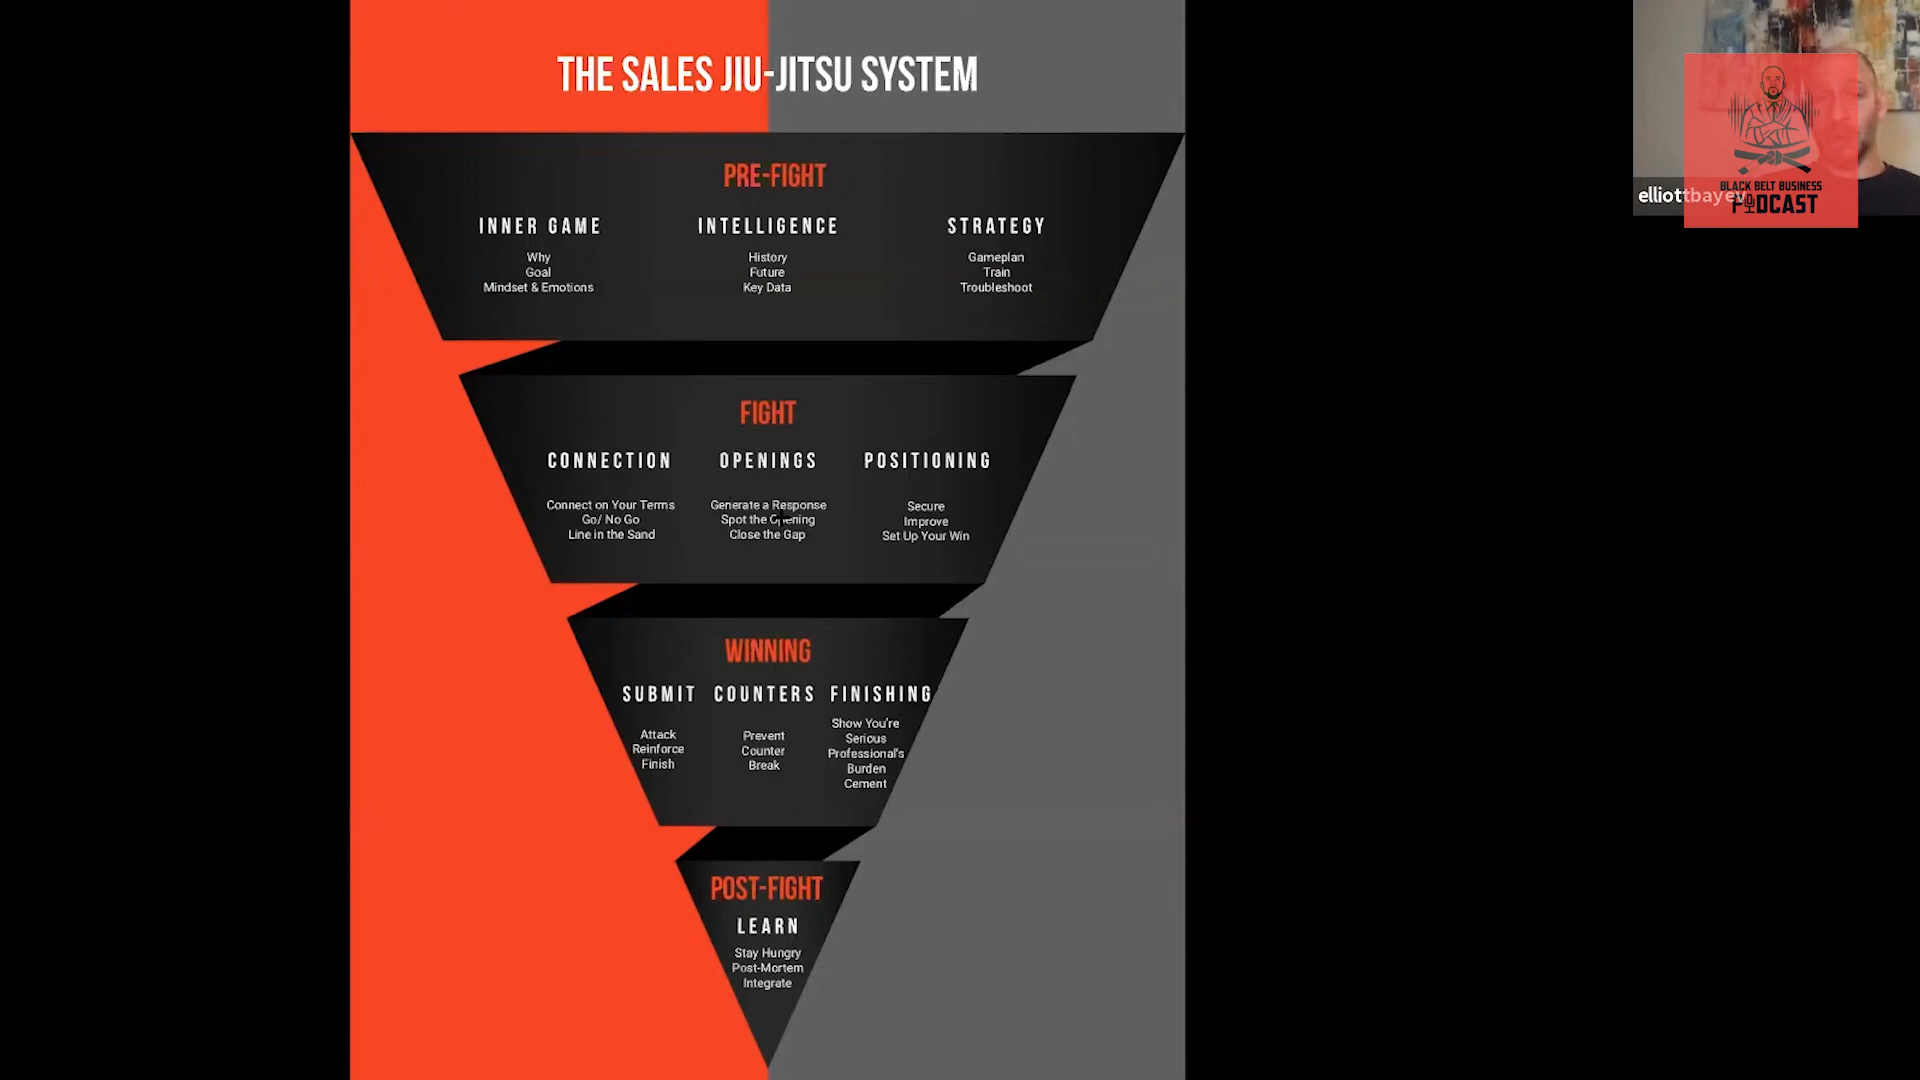 THE SALES JIU-JITSU SYSTEM
PRE-FIGHT
INNER GAME
Why
Goal
Mindset & Emotions
INTELLIGENCE
History
Future
Key Data
STRATEGY
Gameplan
Train
Troubleshoot
FIGHT
CONNECTION
Connect on Your Terms
Go/ No Go
Line in the Sand
OPENINGS
Generate a Response
Spot the Opening
Close the Gap
POSITIONING
Secure
Improve
Set Up Your Win
WINNING
SUBMIT
Attack
Reinforce
Finish
COUNTERS
Prevent
Counter
Break
FINISHING
Show You're
Serious
Professional's
Burden
Cement
POST-FIGHT
LEARN
Stay Hungry
Post-Mortem
Integrate
elliottbayev
BLACK BELT BUSINESS
PODCAST